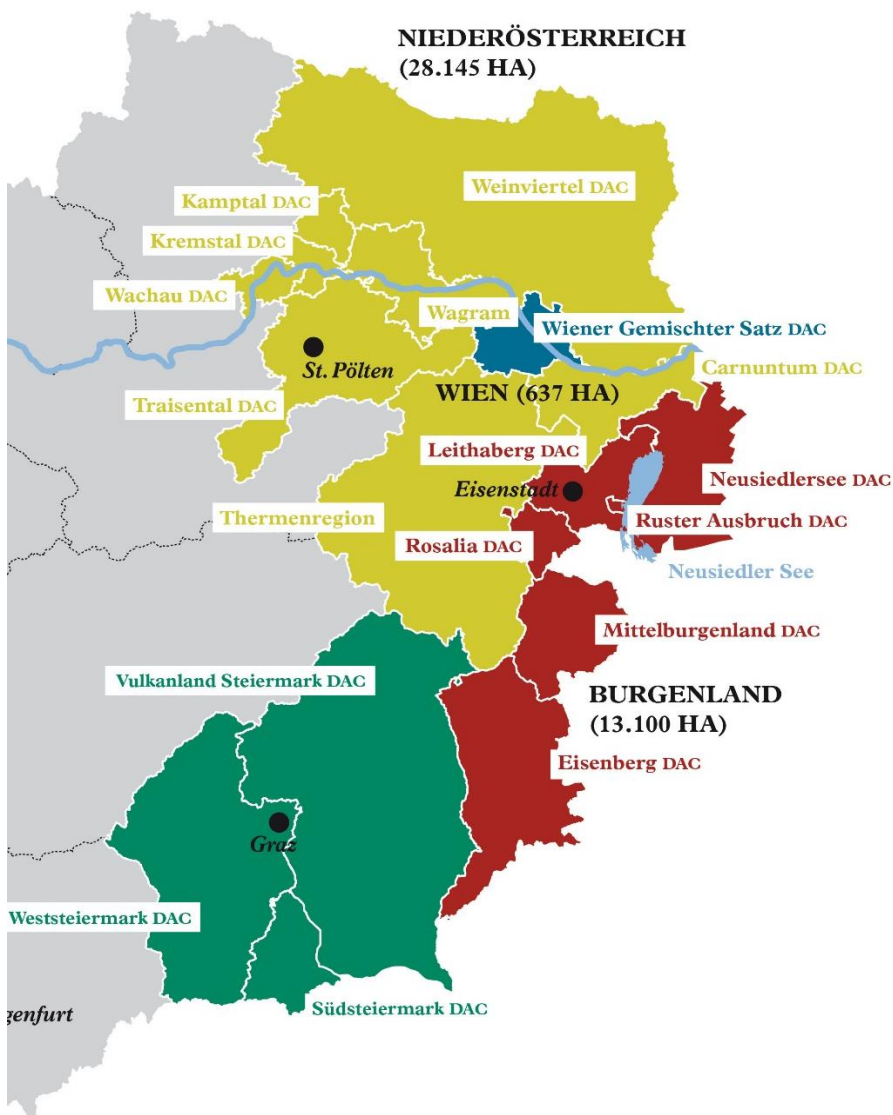 NIEDERÖSTERREICH
(28.145 HA)
Weinviertel DAC
Kamptal DAC
Kremstal DAC
Wachau DAC
Wagram
Wiener Gemischter Satz DAC
St. Pölten
Carnuntum DAC
WIEN (637 HA)
Traisental DAC
Leithaberg DAC
Neusiedlersee DAC
Eisenstadt
Thermenregion
Ruster Ausbruch DAC
Rosalia DAC
Neusiedler See
Mittelburgenland DAC
Vulkanland Steiermark DAC
BURGENLAND
(13.100 HA)
Eisenberg DAC
Graz
Weststeiermark DAC
Südsteiermark DAC
genfurt